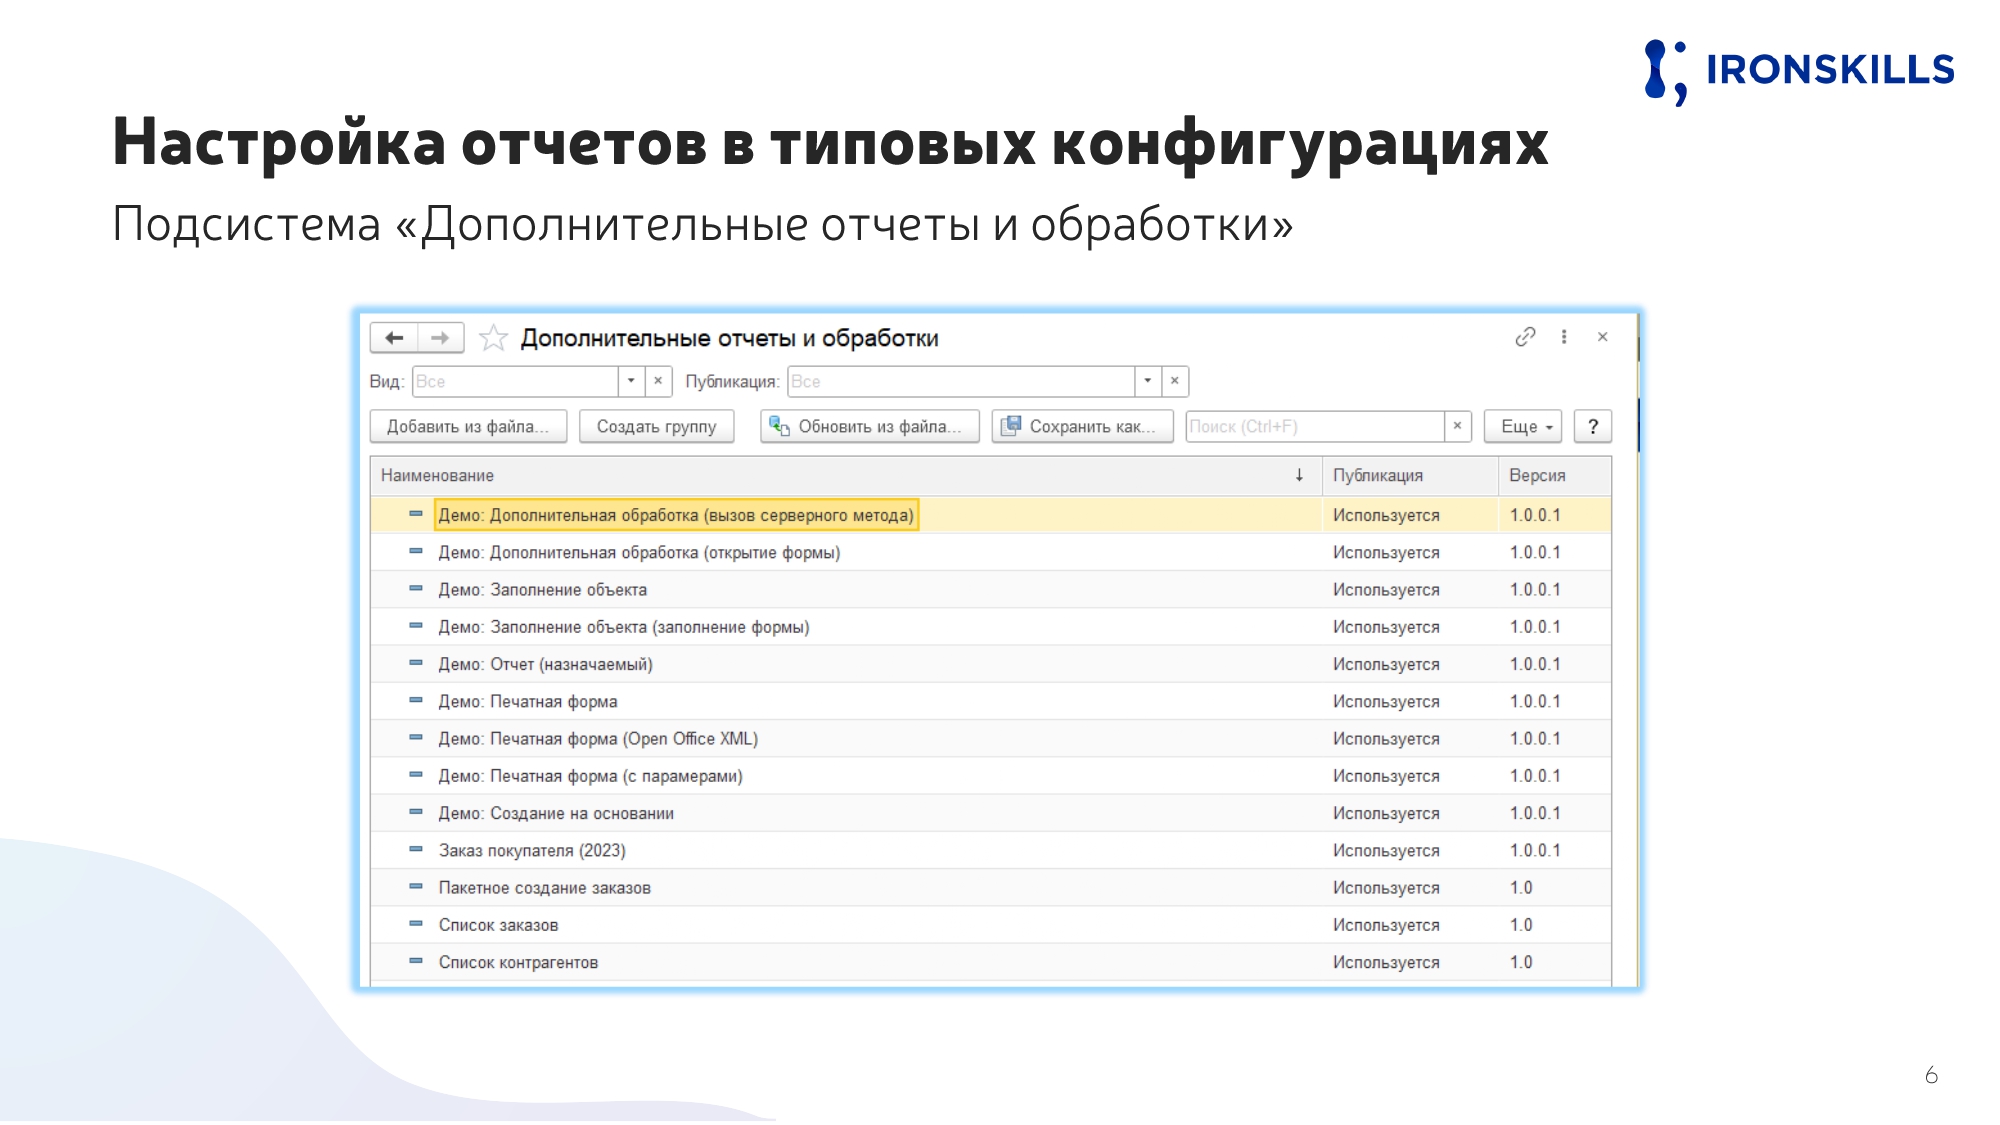 IRONSKILLS
Настройка отчетов в типовых конфигурациях
Подсистема «Дополнительные отчеты и обработки»
Дополнительные отчеты и обработки
Вид: Все Публикация: Все
Добавить из файла... Создать группу Обновить из файла... Сохранить как... Поиск (Ctrl+F) Еще ?
Наименование ↓ Публикация Версия
Демо: Дополнительная обработка (вызов серверного метода) Используется 1.0.0.1
Демо: Дополнительная обработка (открытие формы) Используется 1.0.0.1
Демо: Заполнение объекта Используется 1.0.0.1
Демо: Заполнение объекта (заполнение формы) Используется 1.0.0.1
Демо: Отчет (назначаемый) Используется 1.0.0.1
Демо: Печатная форма Используется 1.0.0.1
Демо: Печатная форма (Open Office XML) Используется 1.0.0.1
Демо: Печатная форма (с парамерами) Используется 1.0.0.1
Демо: Создание на основании Используется 1.0.0.1
Заказ покупателя (2023) Используется 1.0.0.1
Пакетное создание заказов Используется 1.0
Список заказов Используется 1.0
Список контрагентов Используется 1.0
6